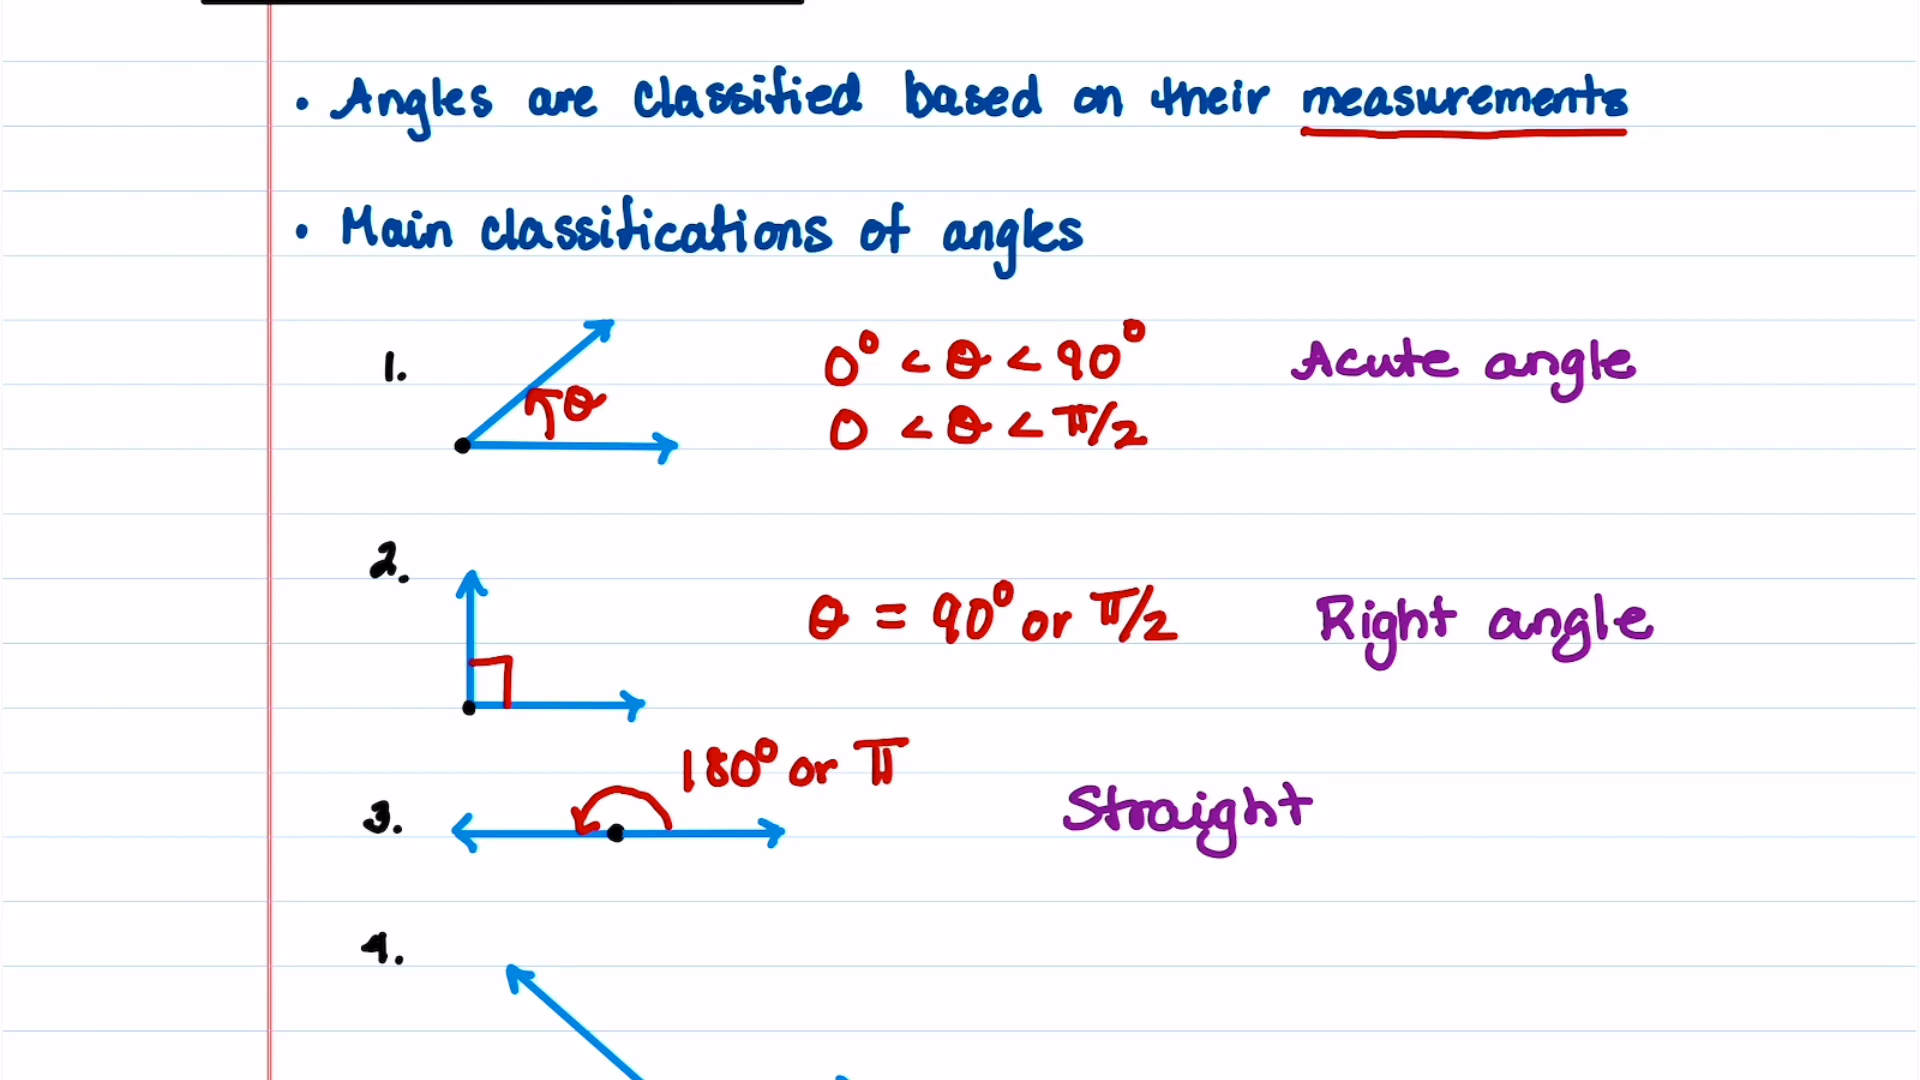 • Angles are classified based on their measurements
• Main classifications of angles
1. θ 0° < θ < 90° Acute angle
0 < θ < π/2
2. θ = 90° or π/2 Right angle
180° or π
3. Straight
4.